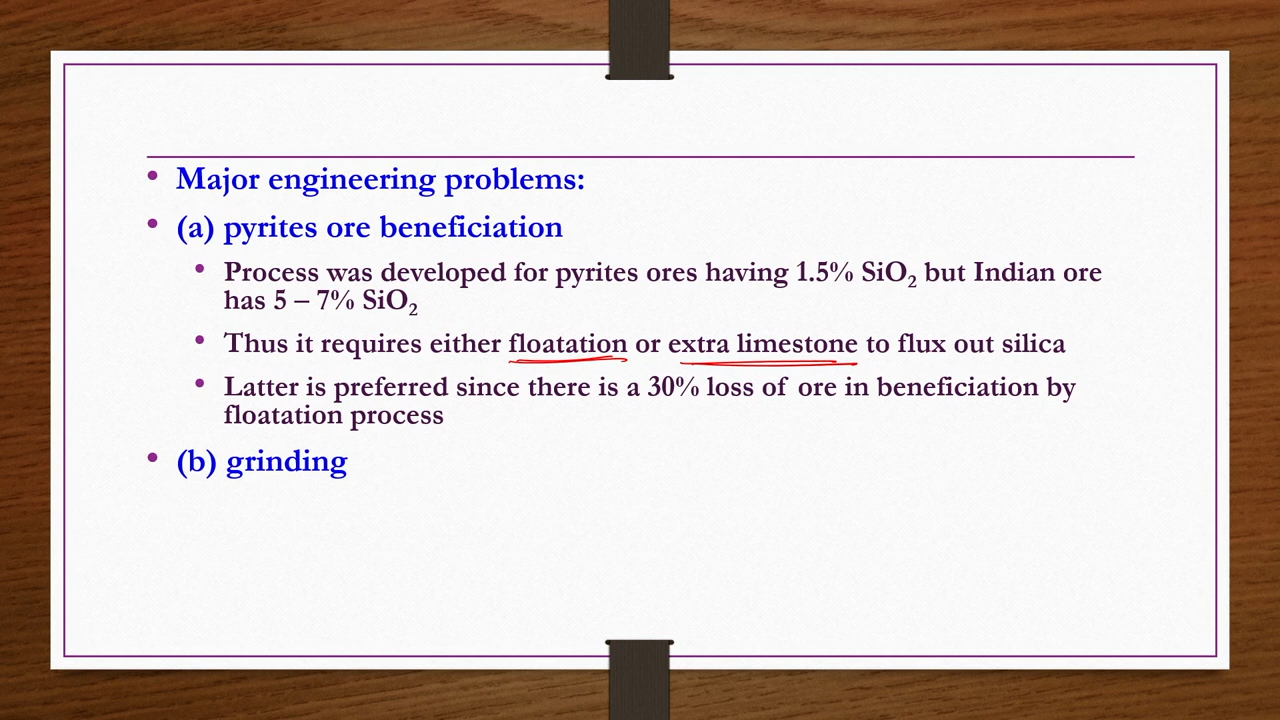 • Major engineering problems:
• (a) pyrites ore beneficiation
• Process was developed for pyrites ores having 1.5% SiO₂ but Indian ore
has 5 – 7% SiO₂
• Thus it requires either floatation or extra limestone to flux out silica
• Latter is preferred since there is a 30% loss of ore in beneficiation by
floatation process
• (b) grinding